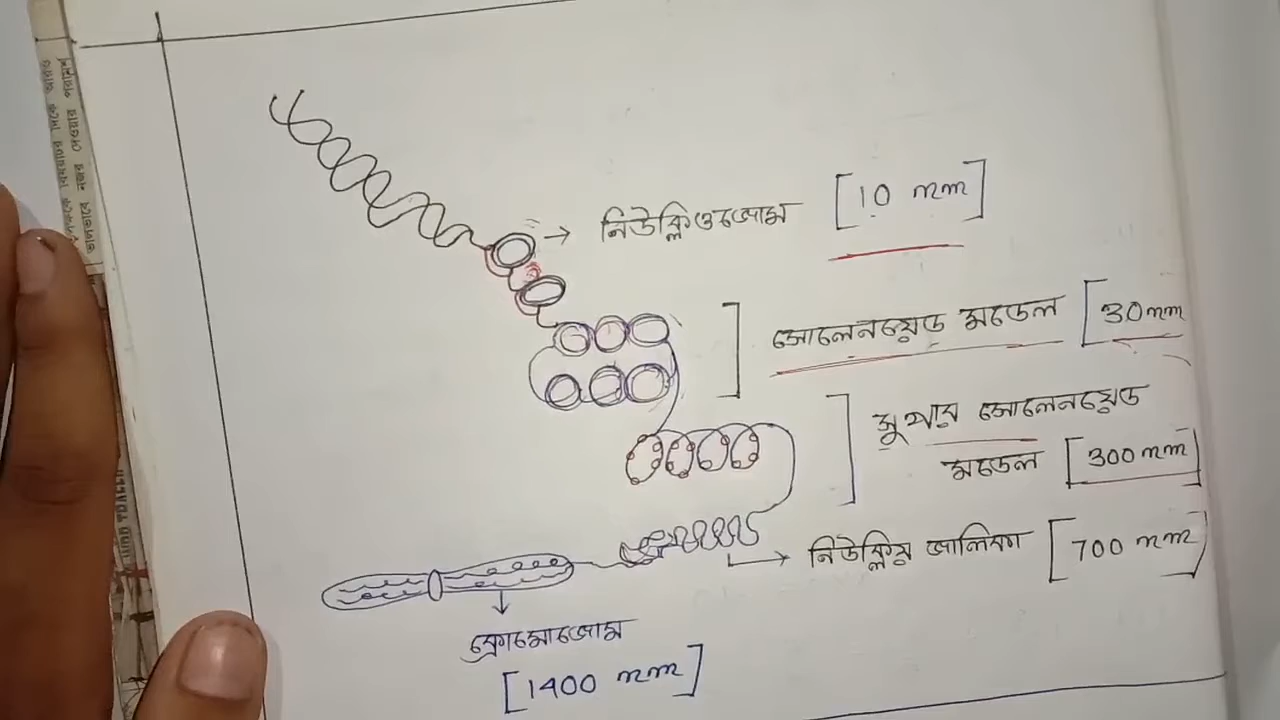 নিউক্লিওজোম [10 nm]
সোলেনয়েড মডেল [30nm
সুপার সোলেনয়েড
মডেল [300 nm]
নিউক্লিয় জালিকা [700 nm]
ক্রোমোজোম
[1400 nm]